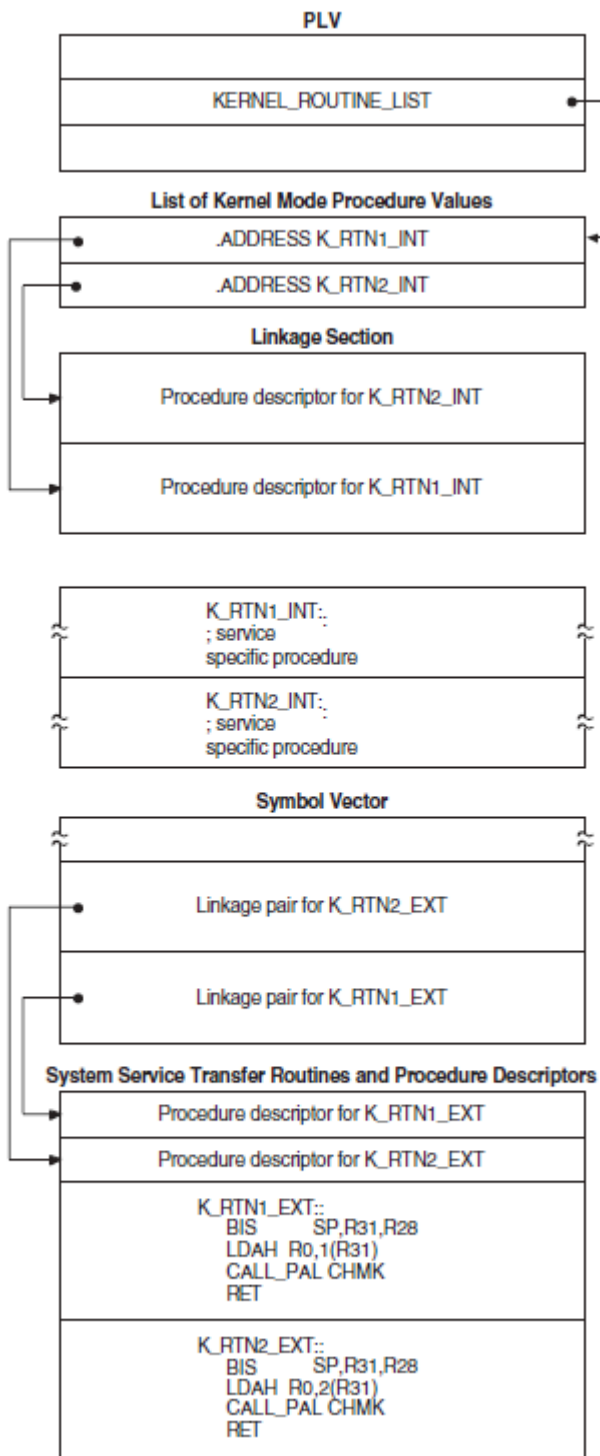 PLV
KERNEL_ROUTINE_LIST
List of Kernel Mode Procedure Values
.ADDRESS K_RTN1_INT
.ADDRESS K_RTN2_INT
Linkage Section
Procedure descriptor for K_RTN2_INT
Procedure descriptor for K_RTN1_INT
K_RTN1_INT::
; service
specific procedure
K_RTN2_INT::
; service
specific procedure
Symbol Vector
Linkage pair for K_RTN2_EXT
Linkage pair for K_RTN1_EXT
System Service Transfer Routines and Procedure Descriptors
Procedure descriptor for K_RTN1_EXT
Procedure descriptor for K_RTN2_EXT
K_RTN1_EXT::
BIS SP,R31,R28
LDAH R0,1(R31)
CALL_PAL CHMK
RET
K_RTN2_EXT::
BIS SP,R31,R28
LDAH R0,2(R31)
CALL_PAL CHMK
RET